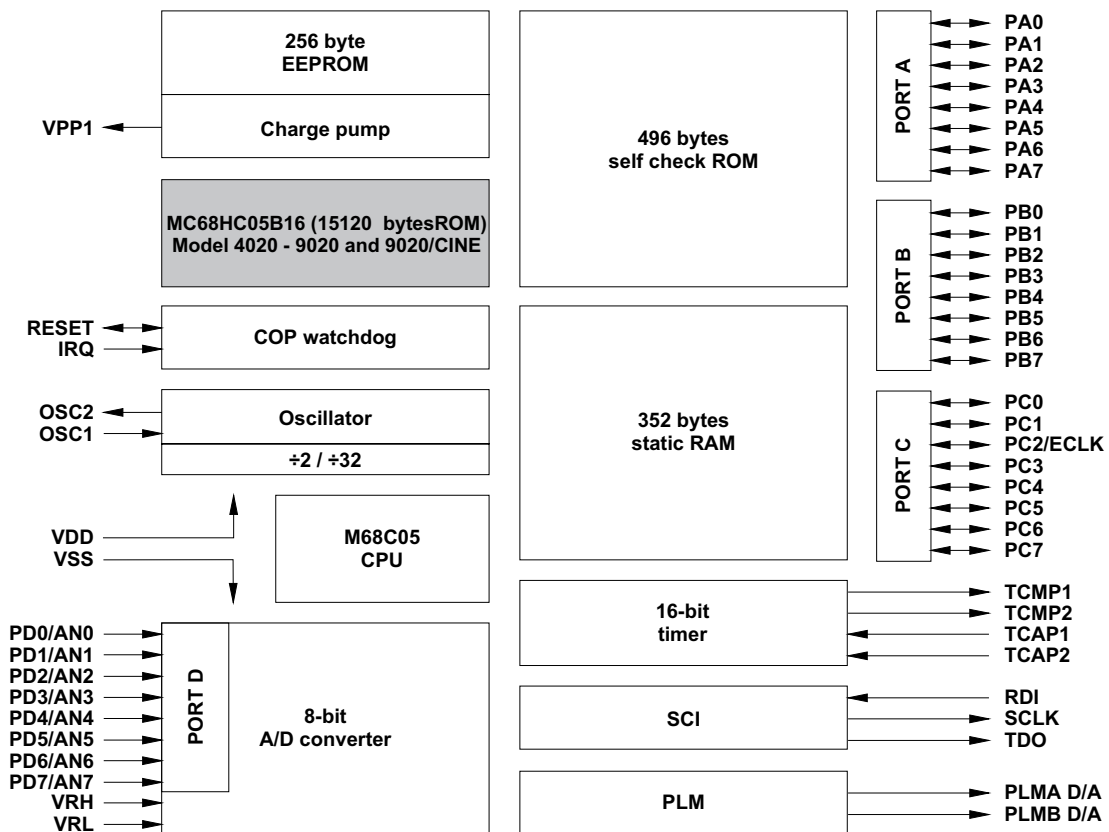 256 byte
EEPROM
Charge pump
VPP1
MC68HC05B16 (15120 bytesROM)
Model 4020 - 9020 and 9020/CINE
RESET
IRQ
COP watchdog
OSC2
OSC1
Oscillator
÷2 / ÷32
VDD
VSS
M68C05
CPU
PD0/AN0
PD1/AN1
PD2/AN2
PD3/AN3
PD4/AN4
PD5/AN5
PD6/AN6
PD7/AN7
VRH
VRL
PORT D
8-bit
A/D converter
496 bytes
self check ROM
352 bytes
static RAM
16-bit
timer
SCI
PLM
PORT A
PA0
PA1
PA2
PA3
PA4
PA5
PA6
PA7
PORT B
PB0
PB1
PB2
PB3
PB4
PB5
PB6
PB7
PORT C
PC0
PC1
PC2/ECLK
PC3
PC4
PC5
PC6
PC7
TCMP1
TCMP2
TCAP1
TCAP2
RDI
SCLK
TDO
PLMA D/A
PLMB D/A